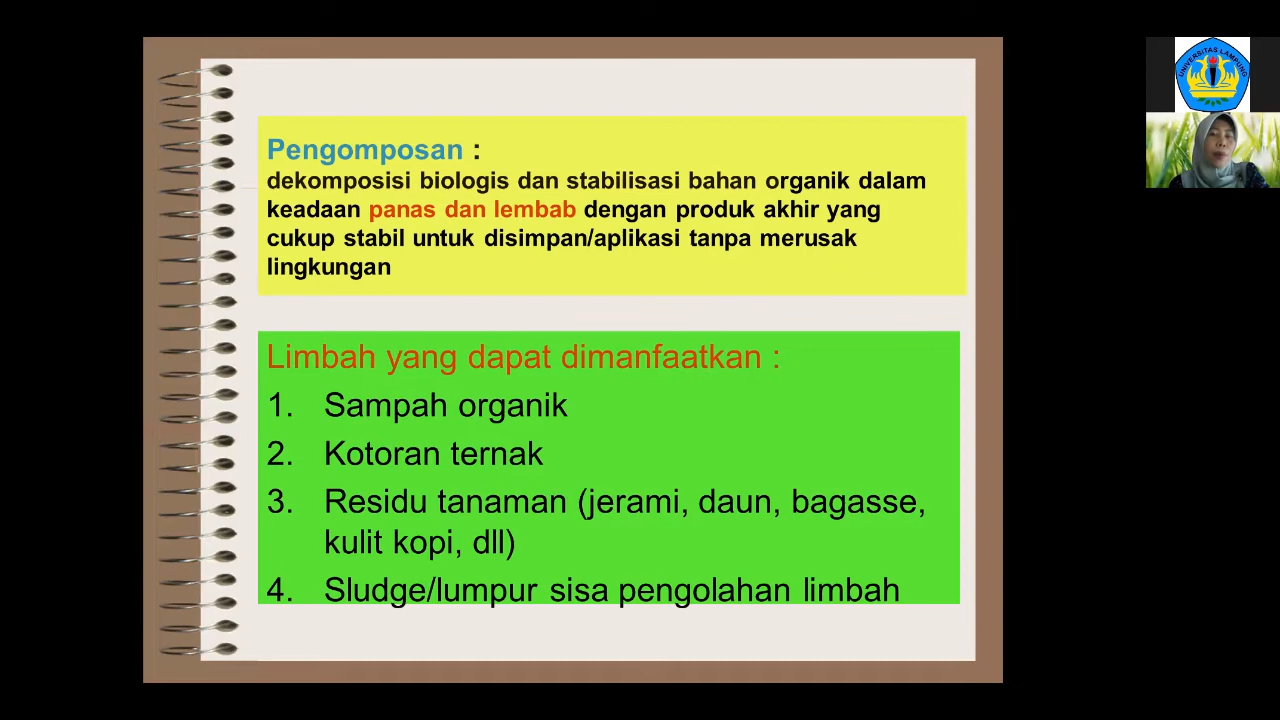 UNIVERSITAS LAMPUNG
Pengomposan :
dekomposisi biologis dan stabilisasi bahan organik dalam
keadaan panas dan lembab dengan produk akhir yang
cukup stabil untuk disimpan/aplikasi tanpa merusak
lingkungan
Limbah yang dapat dimanfaatkan :
1. Sampah organik
2. Kotoran ternak
3. Residu tanaman (jerami, daun, bagasse,
kulit kopi, dll)
4. Sludge/lumpur sisa pengolahan limbah